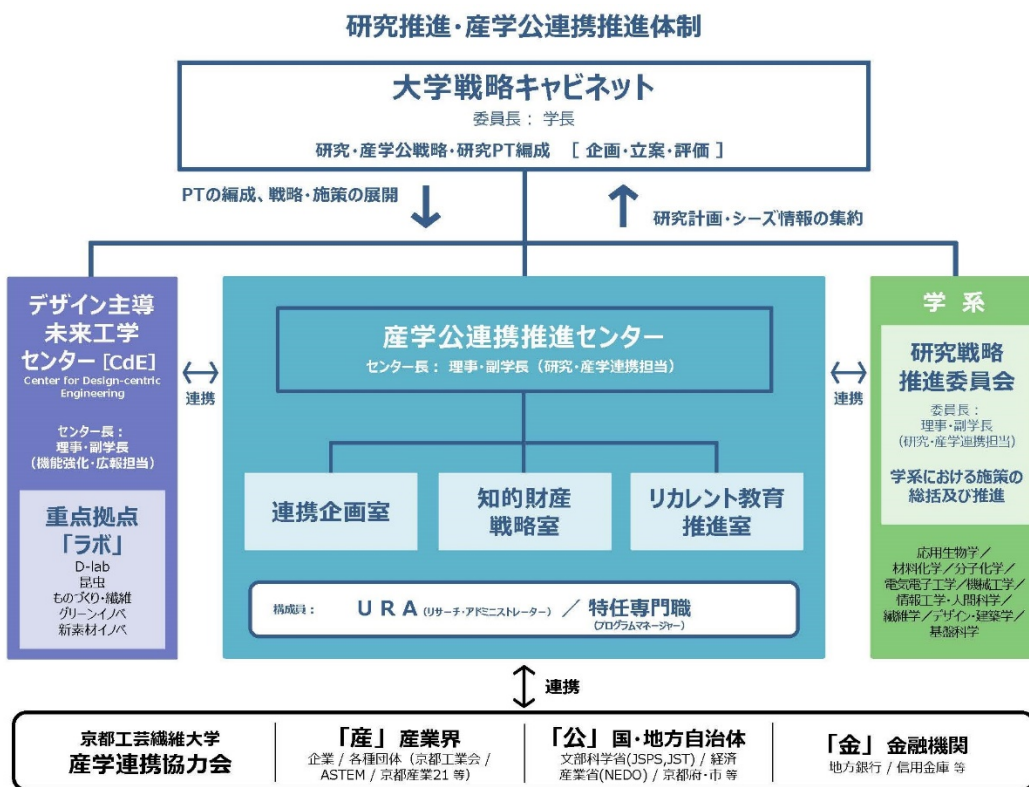 研究推進・産学公連携推進体制
大学戦略キャビネット
委員長： 学長
研究・産学公戦略・研究PT編成 ［ 企画・立案・評価 ］
PTの編成、戦略・施策の展開
研究計画・シーズ情報の集約
デザイン主導
未来工学
センター [CdE]
Center for Design-centric
Engineering
センター長：
理事・副学長
（機能強化・広報担当）
重点拠点
「ラボ」
D-lab
昆虫
ものづくり・繊維
グリーンイノベ
新素材イノベ
連携
産学公連携推進センター
センター長： 理事・副学長（研究・産学連携担当）
連携企画室
知的財産
戦略室
リカレント教育
推進室
構成員： ＵＲＡ（リサーチ・アドミニストレーター） ／ 特任専門職
（プログラムマネージャー）
連携
学 系
研究戦略
推進委員会
委員長：
理事・副学長
（研究・産学連携担当）
学系における施策の
総括及び推進
応用生物学／
材料化学／分子化学／
電気電子工学／機械工学／
情報工学・人間科学／
繊維学／デザイン・建築学／
基盤科学
連携
京都工芸繊維大学
産学連携協力会
「産」産業界
企業 / 各種団体（京都工業会 /
ASTEM / 京都産業21 等）
「公」国・地方自治体
文部科学省(JSPS,JST) / 経済
産業省(NEDO) / 京都府・市 等
「金」金融機関
地方銀行 / 信用金庫 等